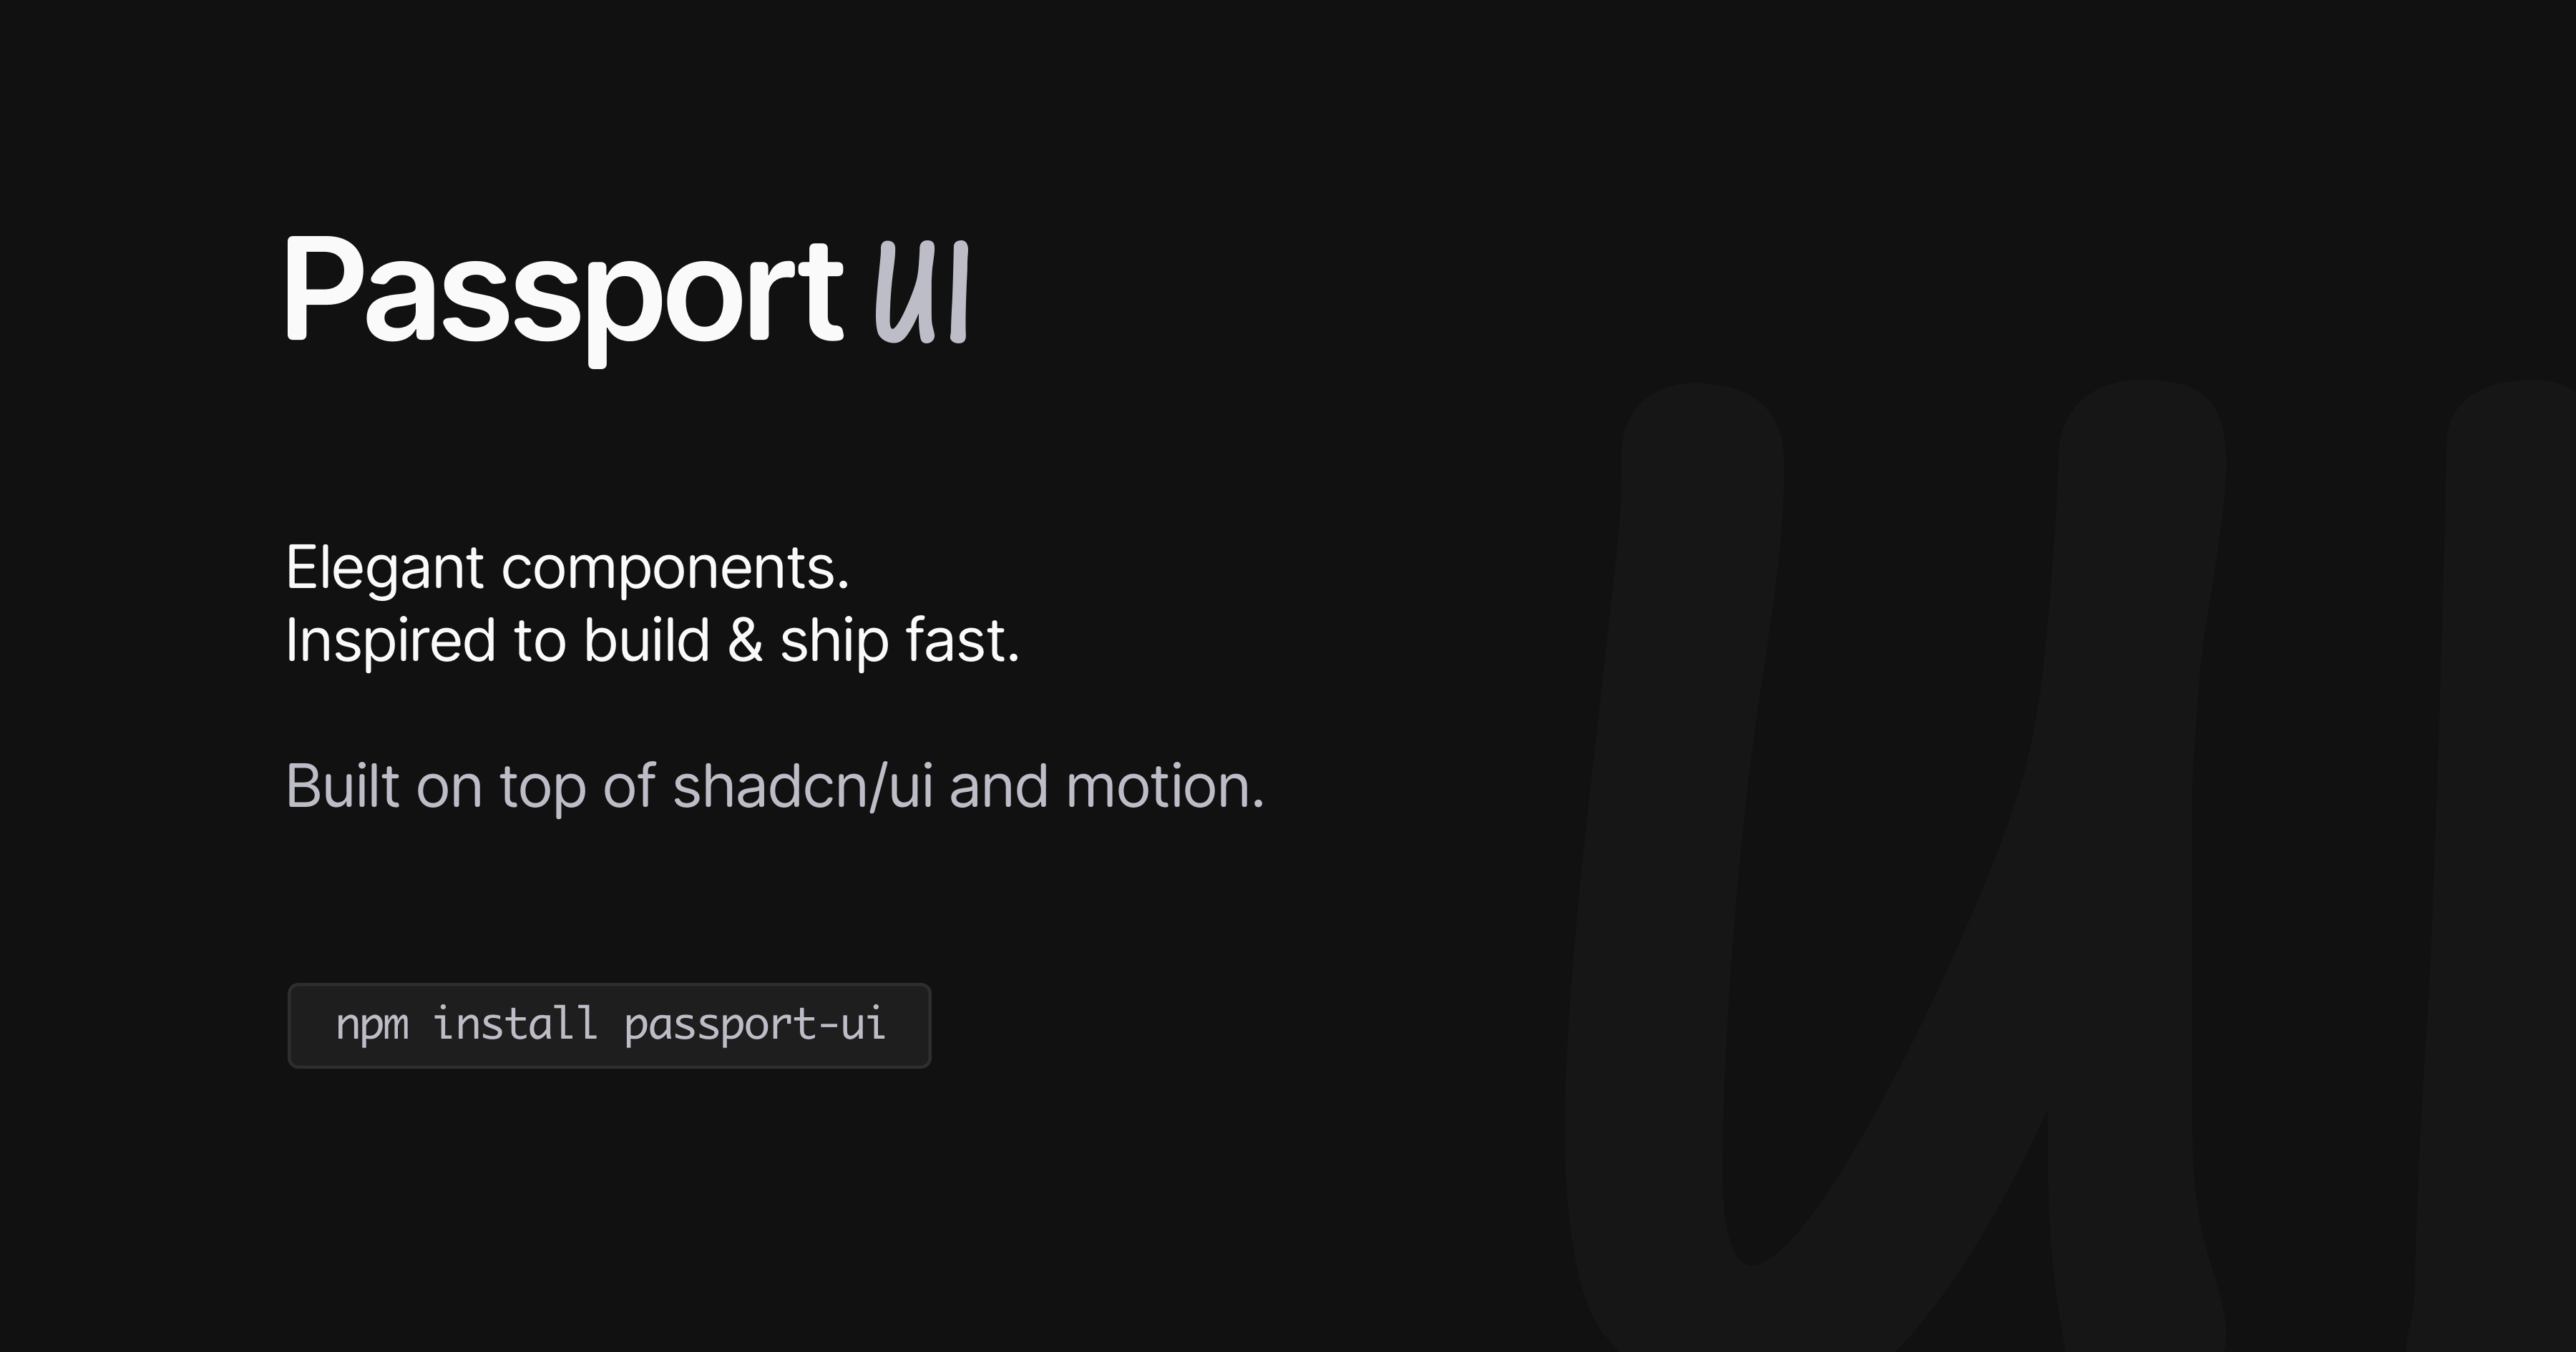 Passport UI
Elegant components.
Inspired to build & ship fast.
Built on top of shadcn/ui and motion.
npm install passport-ui
UI